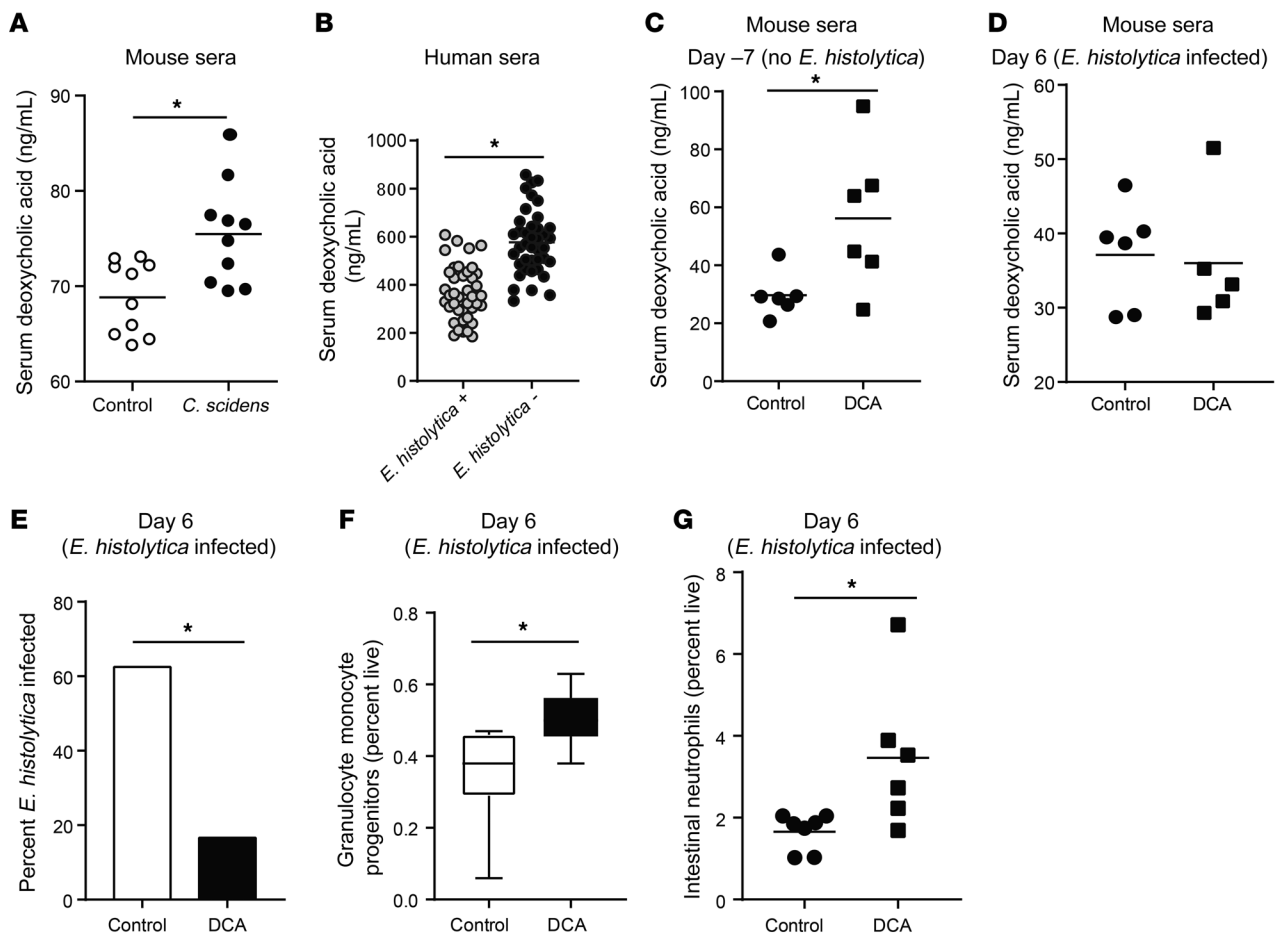 A
Mouse sera
Serum deoxycholic acid (ng/mL)
90
80
70
60
*
Control
C. scidens
B
Human sera
Serum deoxycholic acid
(ng/mL)
1000
800
600
400
200
0
*
E. histolytica +
E. histolytica -
C
Mouse sera
Day –7 (no E. histolytica)
Serum deoxycholic acid (ng/mL)
100
80
60
40
20
0
*
Control
DCA
D
Mouse sera
Day 6 (E. histolytica infected)
Serum deoxycholic acid (ng/mL)
60
50
40
30
20
Control
DCA
E
Day 6
(E. histolytica infected)
Percent E. histolytica infected
80
60
40
20
0
*
Control
DCA
F
Day 6
(E. histolytica infected)
Granulocyte monocyte
progenitors (percent live)
0.8
0.6
0.4
0.2
0.0
*
Control
DCA
G
Day 6
(E. histolytica infected)
Intestinal neutrophils (percent live)
8
6
4
2
0
*
Control
DCA